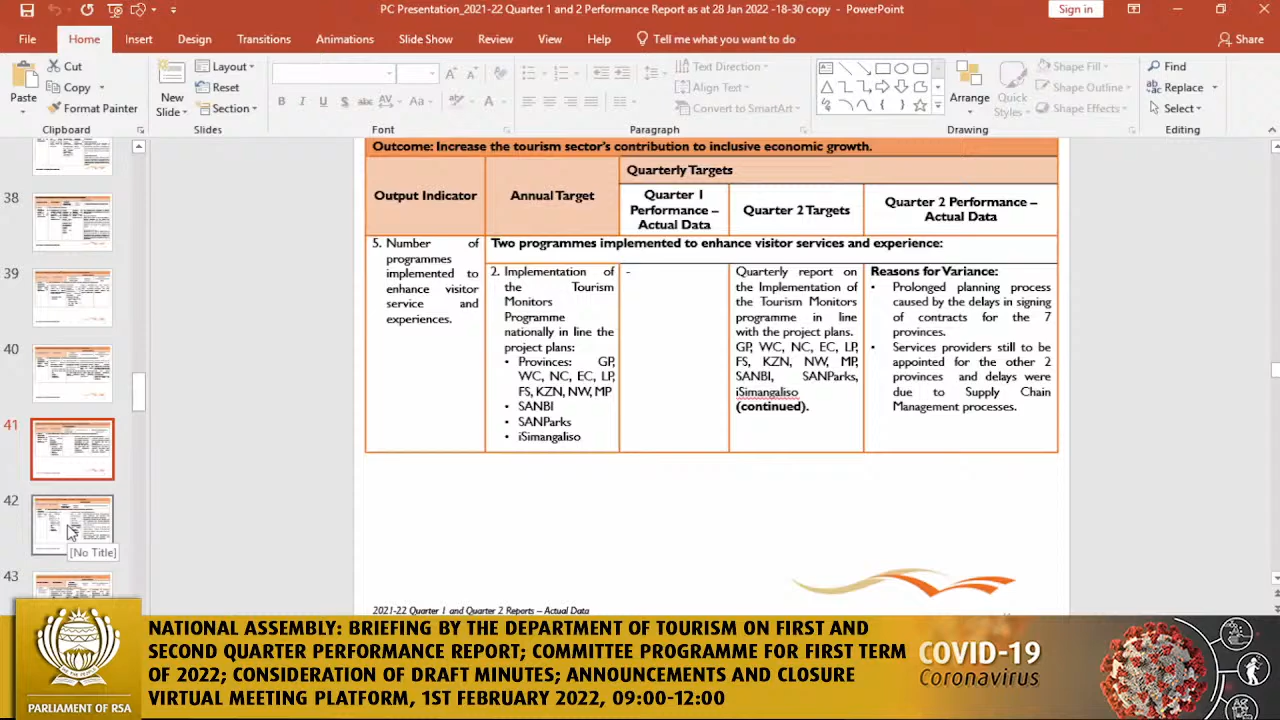 PC Presentation_2021-22 Quarter 1 and 2 Performance Report as at 28 Jan 2022 -18-30 copy - PowerPoint
Sign in
File
Home
Insert
Design
Transitions
Animations
Slide Show
Review
View
Help
Tell me what you want to do
Share
Paste
Cut
Copy
Format Painter
Clipboard
New
Slide
Layout
Reset
Section
Slides
Font
Text Direction
Align Text
Convert to SmartArt
Paragraph
Arrange
Quick
Styles
Shape Fill
Shape Outline
Shape Effects
Drawing
Find
Replace
Select
Editing
38
39
40
41
42
[No Title]
43
Outcome: Increase the tourism sector's contribution to inclusive economic growth.
Output Indicator
Annual Target
Quarterly Targets
Quarter 1
Performance –
Actual Data
Quarter 2 Targets
Quarter 2 Performance –
Actual Data
5. Number of
programmes
implemented to
enhance visitor
service and
experiences.
Two programmes implemented to enhance visitor services and experience:
2. Implementation of
the Tourism
Monitors
Programme
nationally in line the
project plans:
• Provinces: GP,
WC, NC, EC, LP,
FS, KZN, NW, MP
• SANBI
• SANParks
• iSimangaliso
-
Quarterly report on
the Implementation of
the Tourism Monitors
programme in line
with the project plans.
GP, WC, NC, EC, LP,
FS, KZN, NW, MP,
SANBI, SANParks,
iSimangaliso
(continued).
Reasons for Variance:
• Prolonged planning process
caused by the delays in signing
of contracts for the 7
provinces.
• Services providers still to be
appointed for the other 2
provinces and delays were
due to Supply Chain
Management processes.
2021-22 Quarter 1 and Quarter 2 Reports – Actual Data
PARLIAMENT OF RSA
NATIONAL ASSEMBLY: BRIEFING BY THE DEPARTMENT OF TOURISM ON FIRST AND
SECOND QUARTER PERFORMANCE REPORT; COMMITTEE PROGRAMME FOR FIRST TERM
OF 2022; CONSIDERATION OF DRAFT MINUTES; ANNOUNCEMENTS AND CLOSURE
VIRTUAL MEETING PLATFORM, 1ST FEBRUARY 2022, 09:00-12:00
COVID-19
Coronavirus